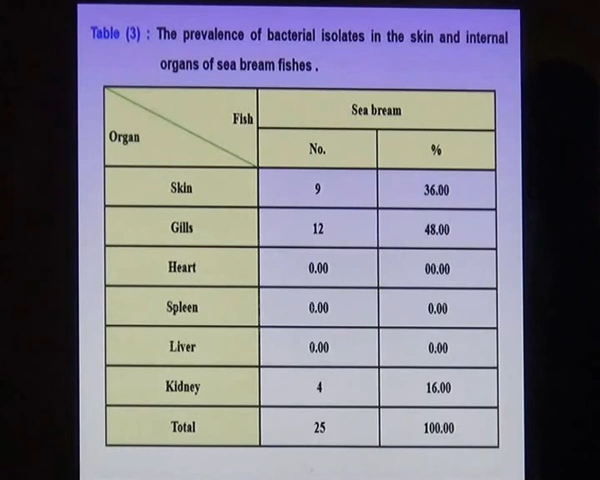 Table (3) : The prevalence of bacterial isolates in the skin and internal
organs of sea bream fishes .
Fish Sea bream
Organ
No. %
Skin 9 36.00
Gills 12 48.00
Heart 0.00 00.00
Spleen 0.00 0.00
Liver 0.00 0.00
Kidney 4 16.00
Total 25 100.00